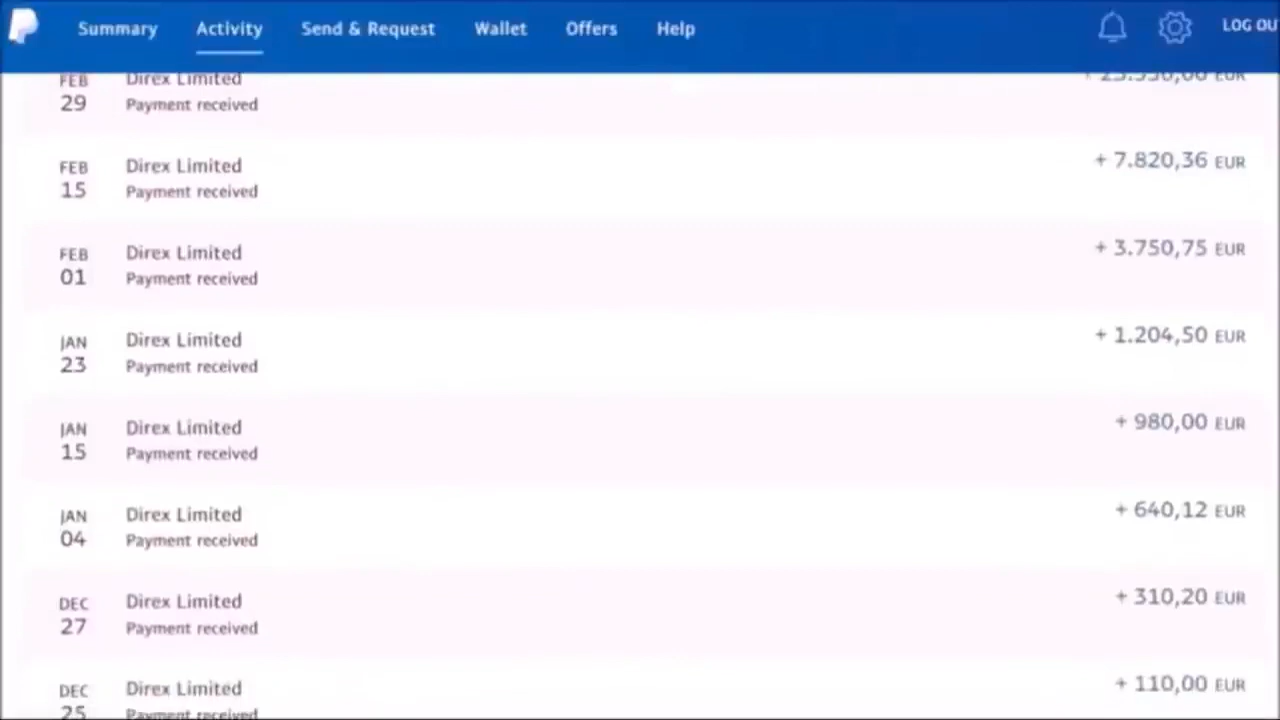 Summary Activity Send & Request Wallet Offers Help LOG OU
FEB Direx Limited
29 Payment received
FEB Direx Limited + 7.820,36 EUR
15 Payment received
FEB Direx Limited + 3.750,75 EUR
01 Payment received
JAN Direx Limited + 1.204,50 EUR
23 Payment received
JAN Direx Limited + 980,00 EUR
15 Payment received
JAN Direx Limited + 640,12 EUR
04 Payment received
DEC Direx Limited + 310,20 EUR
27 Payment received
DEC Direx Limited + 110,00 EUR
25 Payment received